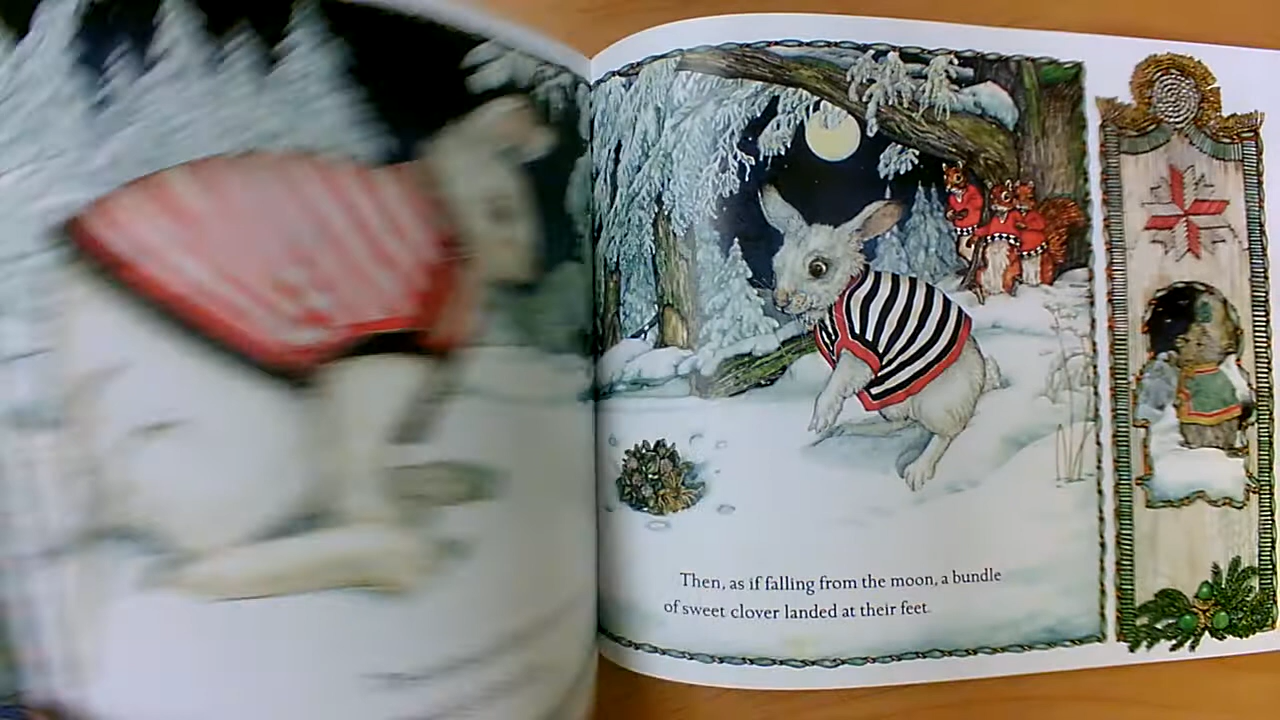 Then, as if falling from the moon, a bundle
of sweet clover landed at their feet.